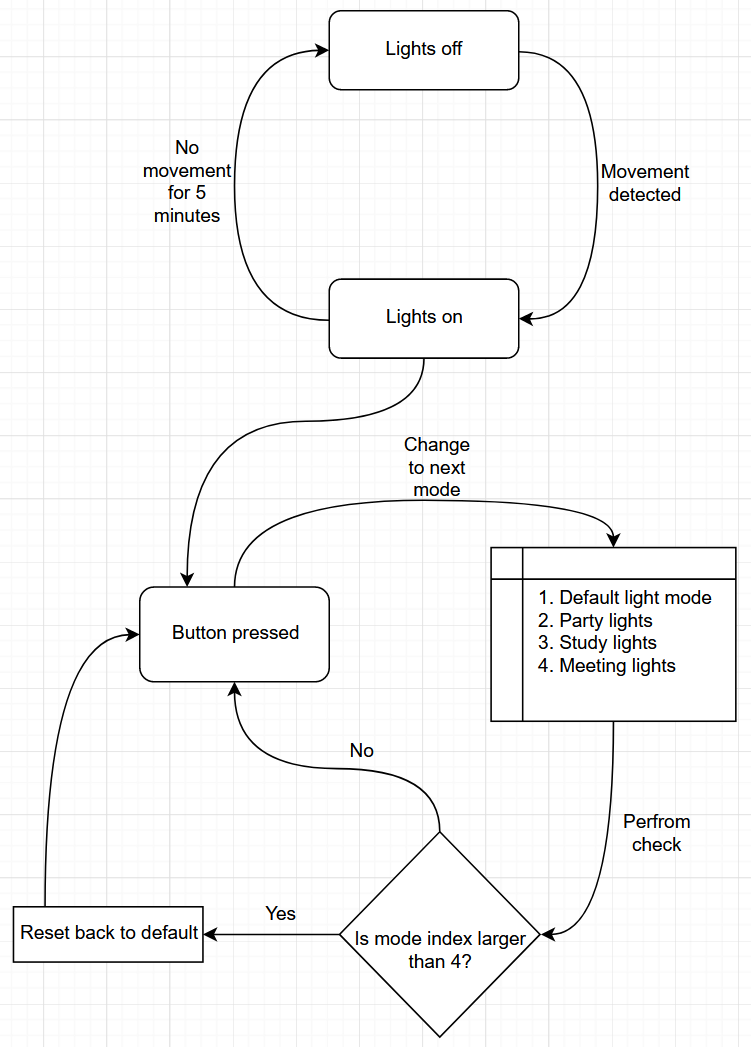 Lights off
No
movement
for 5
minutes
Movement
detected
Lights on
Change
to next
mode
1. Default light mode
2. Party lights
3. Study lights
4. Meeting lights
Button pressed
No
Perfrom
check
Yes
Is mode index larger
than 4?
Reset back to default